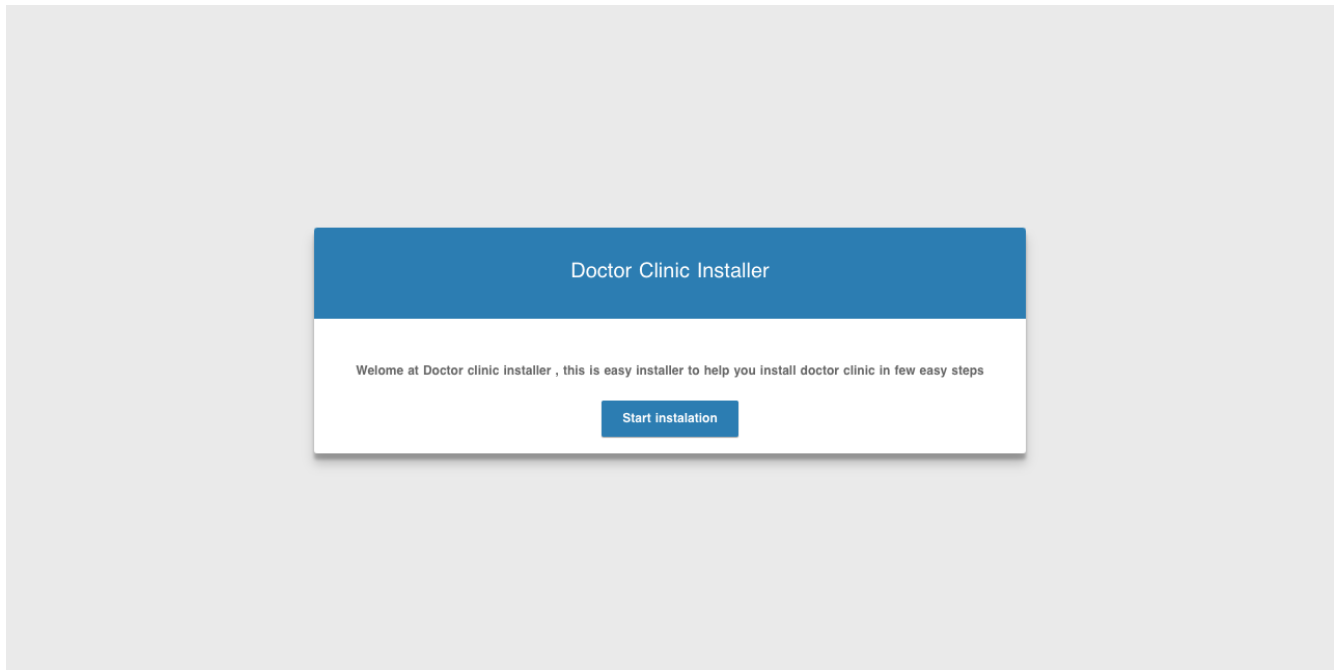 Doctor Clinic Installer
Welome at Doctor clinic installer , this is easy installer to help you install doctor clinic in few easy steps
Start instalation